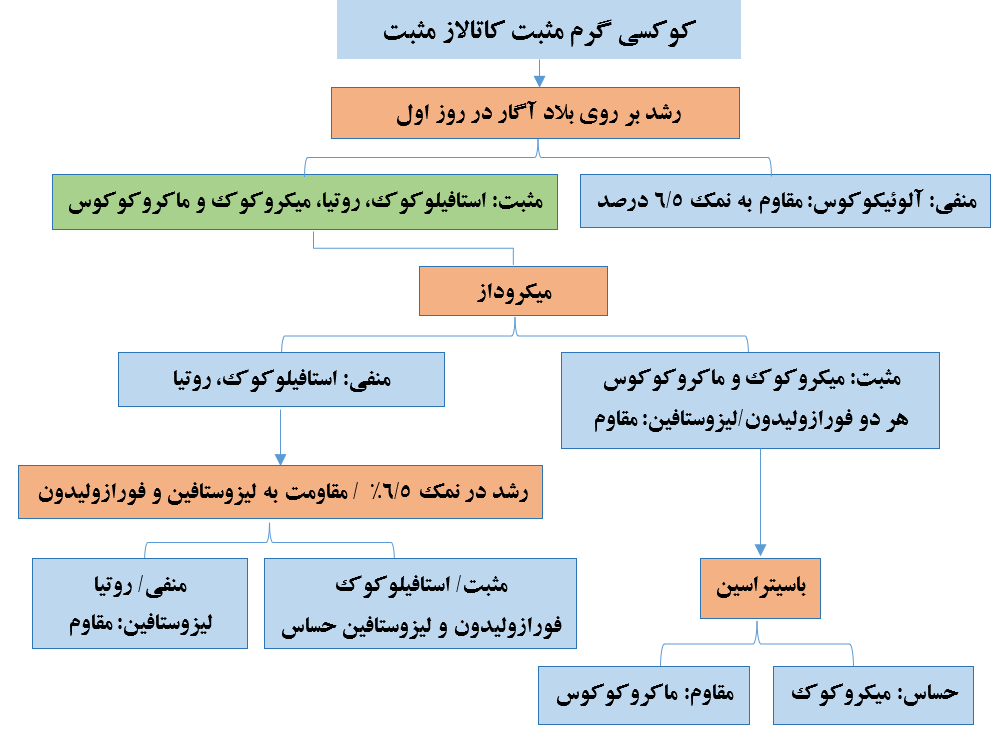 کوکسی گرم مثبت کاتالاز مثبت
رشد بر روی بلاد آگار در روز اول
منفی: آلوئیکوکوس: مقاوم به نمک ۶/۵ درصد
مثبت: استافیلوکوک، روتیا، میکروکوک و ماکروکوکوس
میکروداز
مثبت: میکروکوک و ماکروکوکوس
هر دو فورازولیدون/لیزوستافین: مقاوم
منفی: استافیلوکوک، روتیا
رشد در نمک ۶/۵٪ / مقاومت به لیزوستافین و فورازولیدون
مثبت/ استافیلوکوک
فورازولیدون و لیزوستافین حساس
منفی/ روتیا
لیزوستافین: مقاوم
باسیتراسین
حساس: میکروکوک
مقاوم: ماکروکوکوس